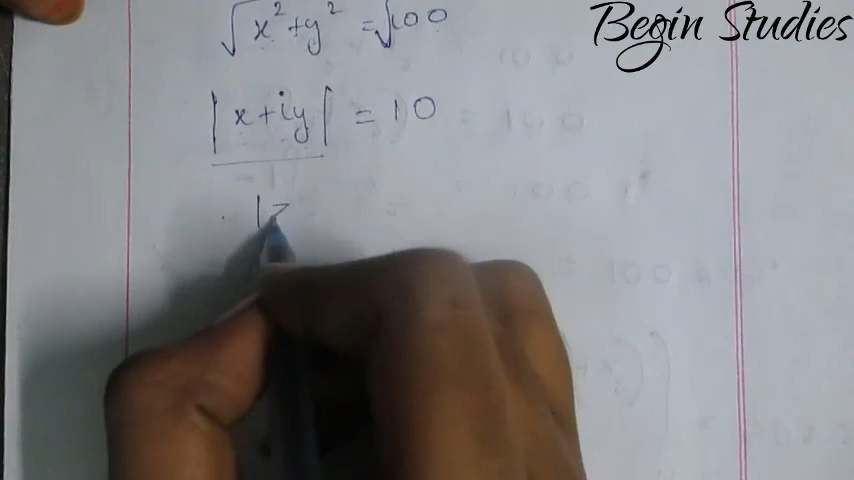 Begin Studies
√x²+y² = √100
|x+iy| = 10
|z